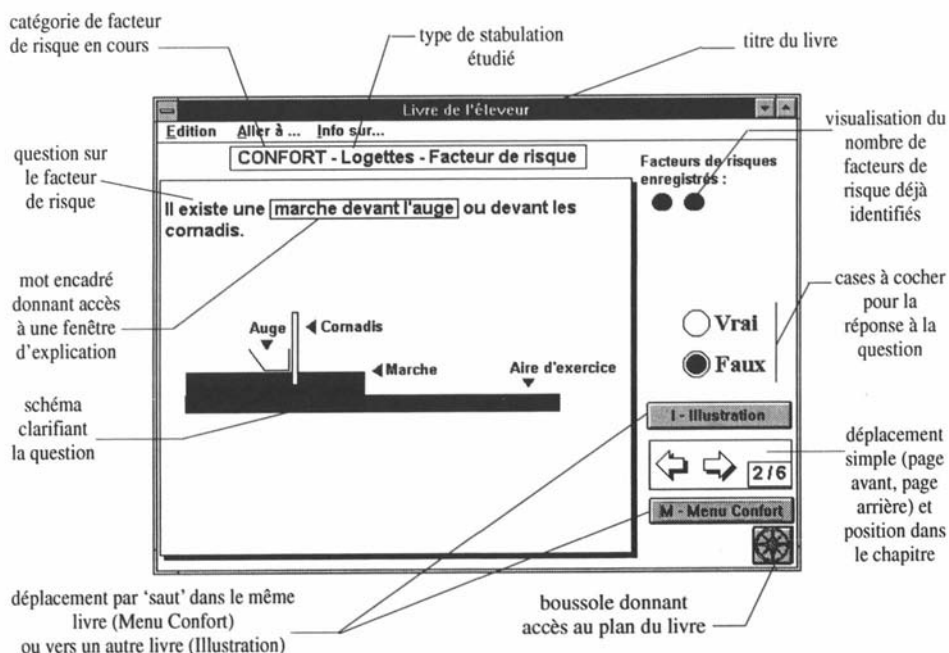 catégorie de facteur
de risque en cours
type de stabulation
étudié
titre du livre
Livre de l'éleveur
Edition Aller à ... Info sur...
CONFORT - Logettes - Facteur de risque
Facteurs de risques
enregistrés :
visualisation du
nombre de
facteurs de
risque déjà
identifiés
question sur
le facteur
de risque
Il existe une marche devant l'auge ou devant les
cornadis.
mot encadré
donnant accès
à une fenêtre
d'explication
cases à cocher
pour la
réponse à la
question
Auge
Cornadis
Marche
Aire d'exercice
Vrai
Faux
schéma
clarifiant
la question
I - Illustration
2/6
M - Menu Confort
déplacement
simple (page
avant, page
arrière) et
position dans
le chapitre
déplacement par 'saut' dans le même
livre (Menu Confort)
ou vers un autre livre (Illustration)
boussole donnant
accès au plan du livre